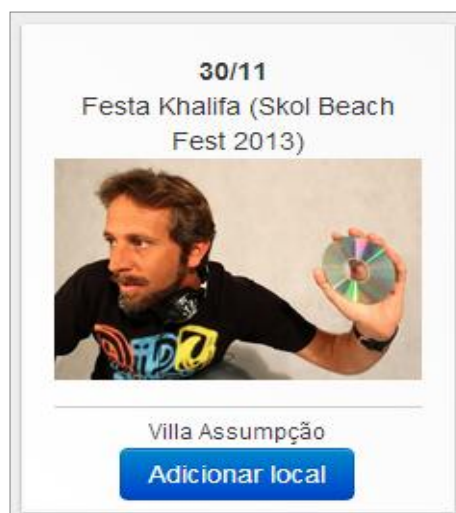 30/11
Festa Khalifa (Skol Beach
Fest 2013)
Villa Assumpção
Adicionar local